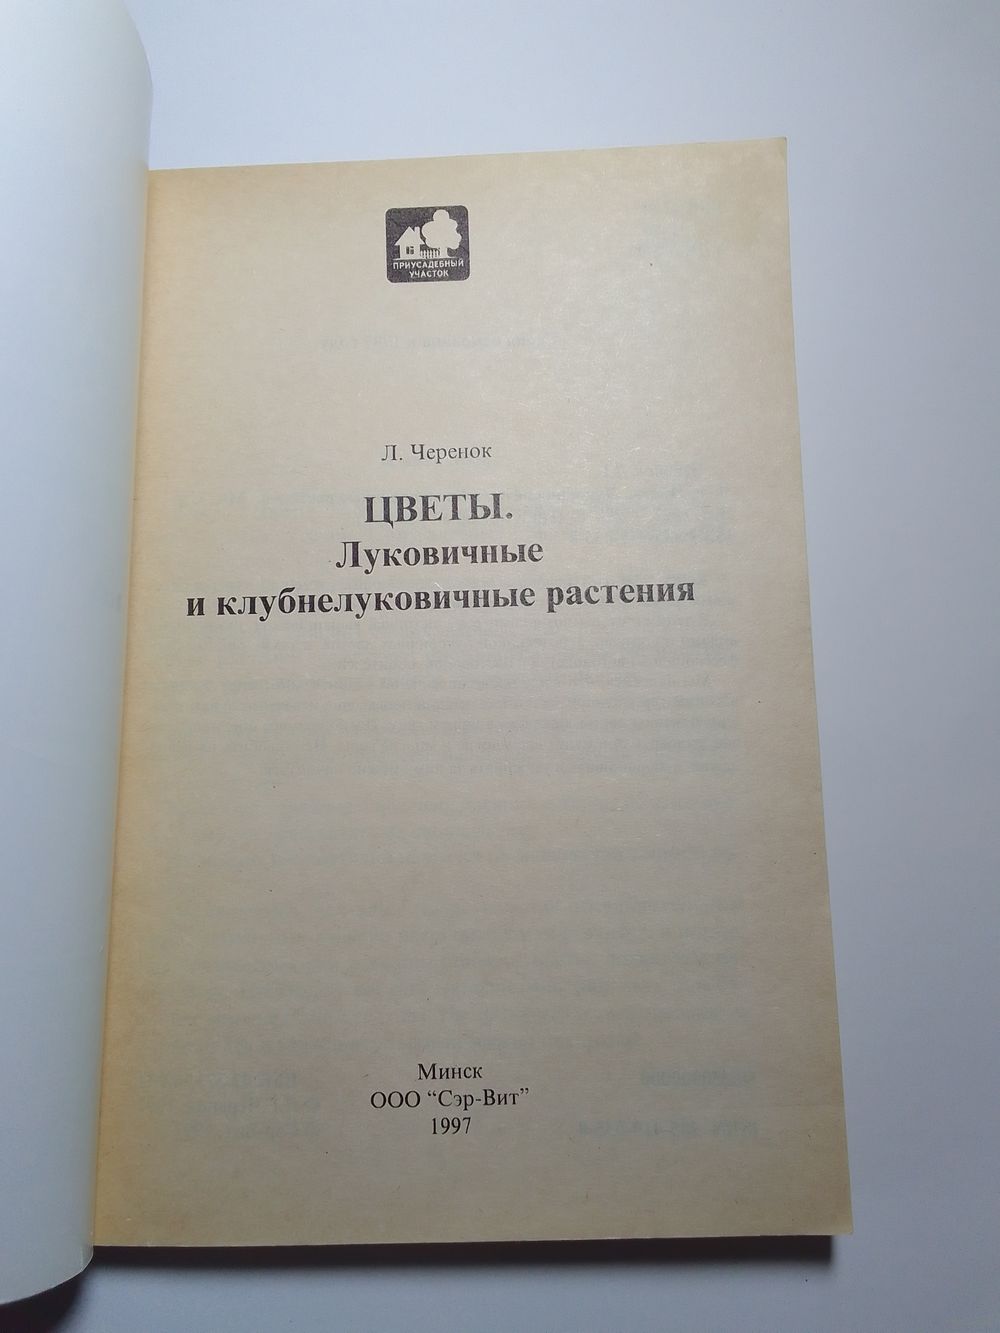 ПРИУСАДЕБНЫЙ
УЧАСТОК
Л. Черенок
ЦВЕТЫ.
Луковичные
и клубнелуковичные растения
Минск
ООО “Сэр-Вит”
1997